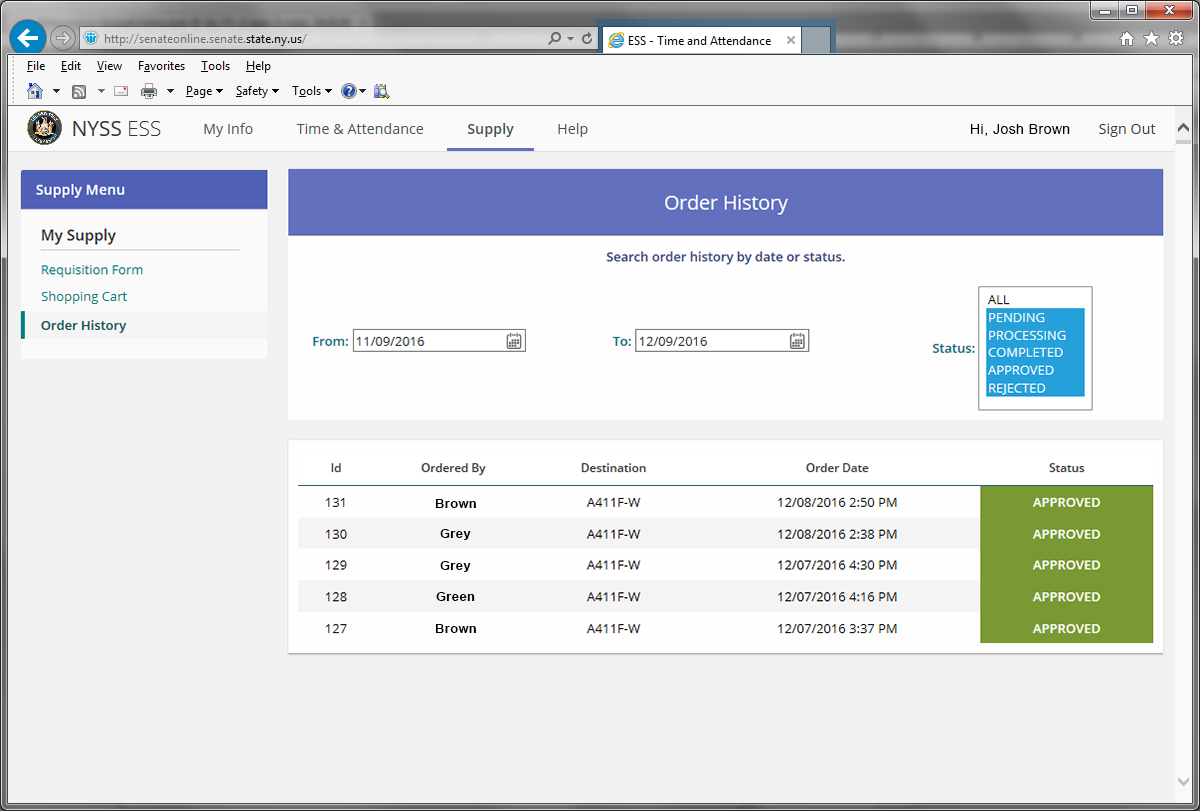 http://senateonline.senate.state.ny.us/
ESS - Time and Attendance
File Edit View Favorites Tools Help
Page Safety Tools
NYSS ESS My Info Time & Attendance Supply Help Hi, Josh Brown Sign Out
Supply Menu
My Supply
Requisition Form
Shopping Cart
Order History
Order History
Search order history by date or status.
From: 11/09/2016 To: 12/09/2016 Status:
ALL
PENDING
PROCESSING
COMPLETED
APPROVED
REJECTED
Id Ordered By Destination Order Date Status
131 Brown A411F-W 12/08/2016 2:50 PM APPROVED
130 Grey A411F-W 12/08/2016 2:38 PM APPROVED
129 Grey A411F-W 12/07/2016 4:30 PM APPROVED
128 Green A411F-W 12/07/2016 4:16 PM APPROVED
127 Brown A411F-W 12/07/2016 3:37 PM APPROVED